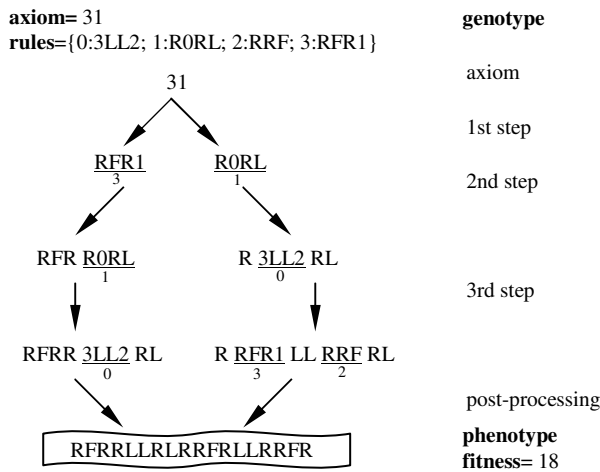 axiom= 31 genotype
rules={0:3LL2; 1:R0RL; 2:RRF; 3:RFR1}
axiom
31
1st step
RFR1 R0RL
3 1
2nd step
RFR R0RL R 3LL2 RL
1 0
3rd step
RFRR 3LL2 RL R RFR1 LL RRF RL
0 3 2
post-processing
RFRRLLRLRRFRLLRRFR
phenotype
fitness= 18